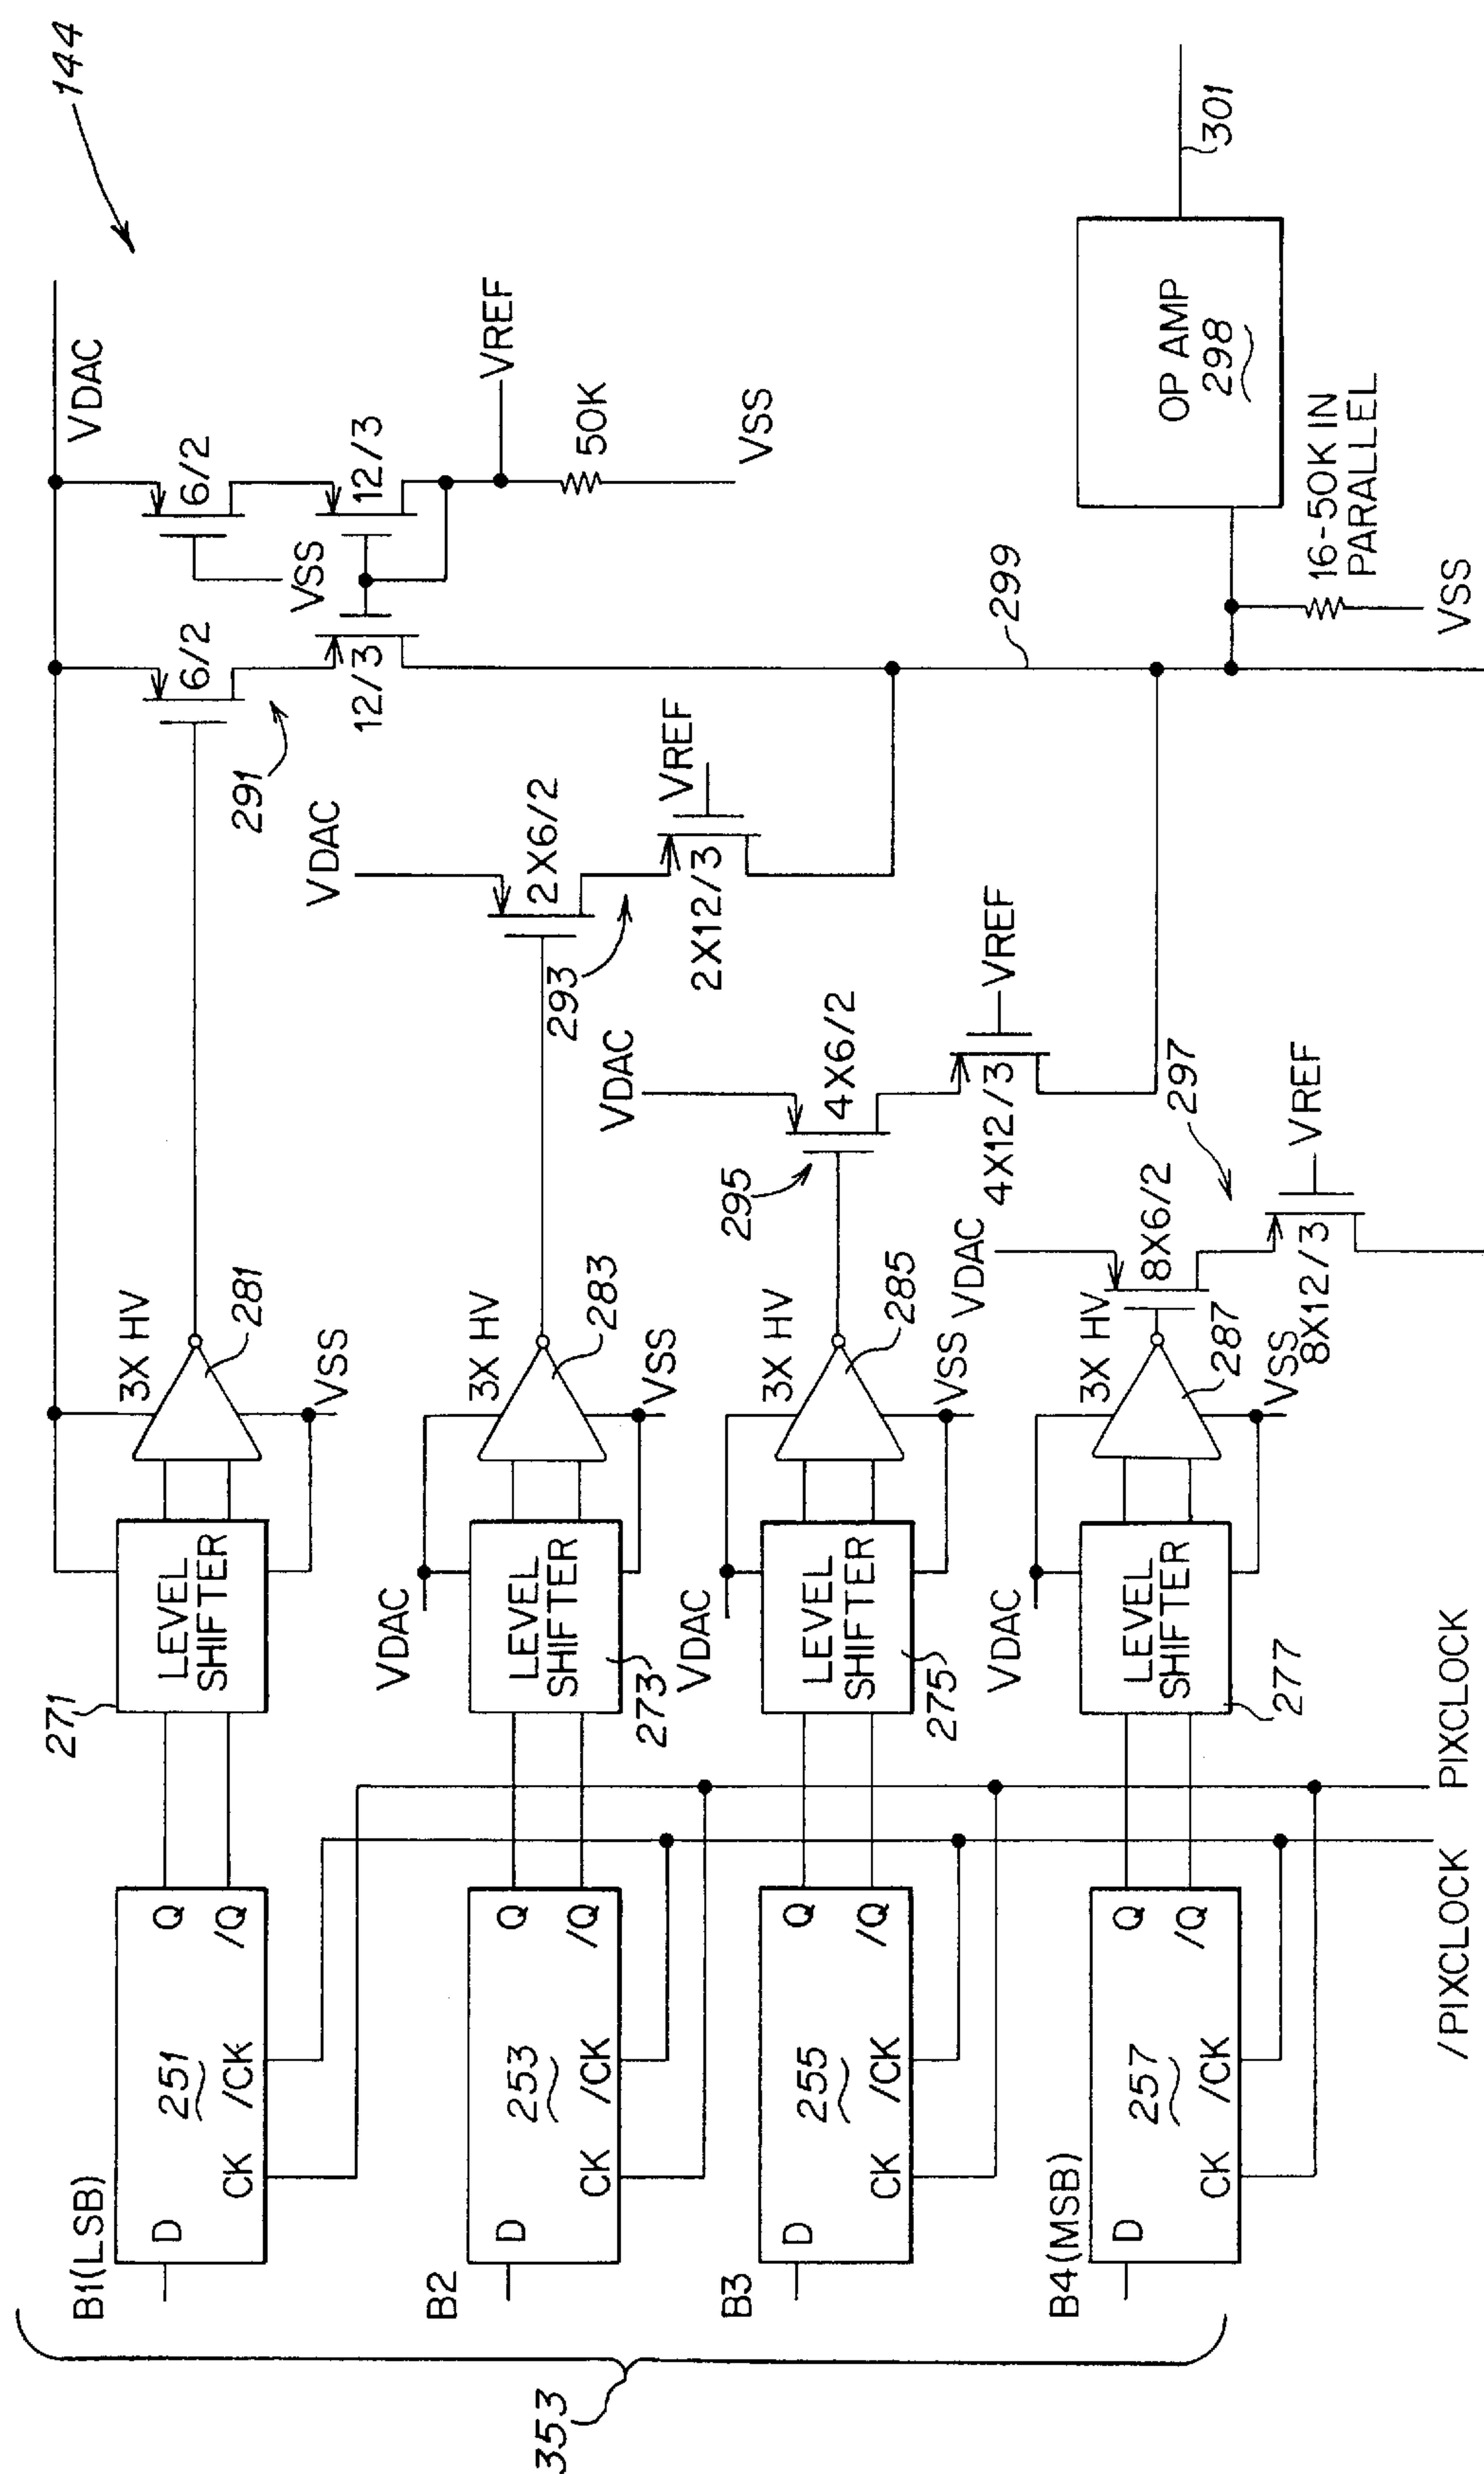 144
VDAC
6/2
12/3
VSS
VREF
50K
VSS
6/2
12/3
291
299
OP AMP
298
301
16-50K IN
PARALLEL
VSS
VDAC
2X6/2
293
VREF
2X12/3
VDAC
4X6/2
295
VREF
4X12/3
297
VDAC
8X6/2
VREF
8X12/3
3X HV
281
VSS
3X HV
283
VSS
3X HV
285
VSS
3X HV
287
VSS
271
LEVEL
SHIFTER
VDAC
LEVEL
SHIFTER
273
VDAC
LEVEL
SHIFTER
275
VDAC
LEVEL
SHIFTER
277
PIXCLOCK
/PIXCLOCK
B1(LSB)
D
Q
/Q
251
CK
/CK
B2
D
Q
/Q
253
CK
/CK
B3
D
Q
/Q
255
CK
/CK
B4(MSB)
D
Q
/Q
257
CK
/CK
353